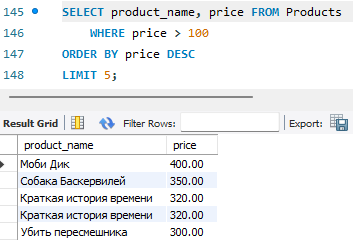 145 SELECT product_name, price FROM Products
146 WHERE price > 100
147 ORDER BY price DESC
148 LIMIT 5;
Result Grid Filter Rows: Export:
product_name price
Моби Дик 400.00
Собака Баскервилей 350.00
Краткая история времени 320.00
Краткая история времени 320.00
Убить пересмешника 300.00